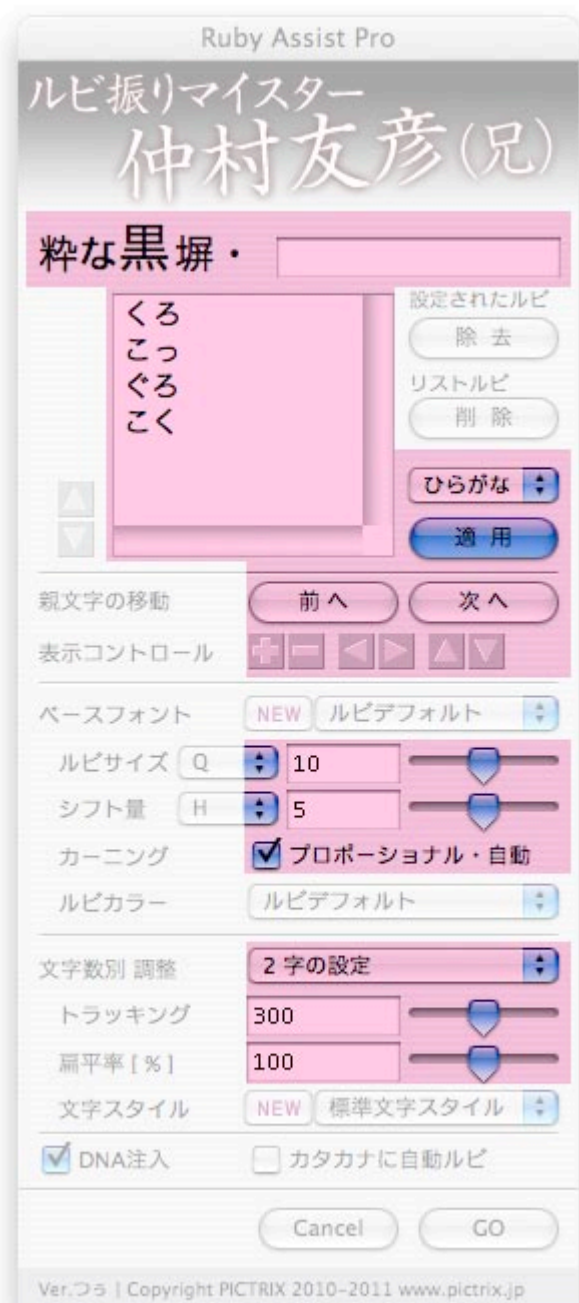 Ruby Assist Pro
ルビ振りマイスター
仲村友彦(兄)
粋な黒塀・
くろ
こっ
ぐろ
こく
設定されたルビ
除去
リストルビ
削除
ひらがな
適用
親文字の移動 前へ 次へ
表示コントロール
ベースフォント NEW ルビデフォルト
ルビサイズ Q 10
シフト量 H 5
カーニング プロポーショナル・自動
ルビカラー ルビデフォルト
文字数別 調整 2 字の設定
トラッキング 300
扁平率 [ % ] 100
文字スタイル NEW 標準文字スタイル
DNA注入 カタカナに自動ルビ
Cancel GO
Ver.つぅ | Copyright PICTRIX 2010-2011 www.pictrix.jp